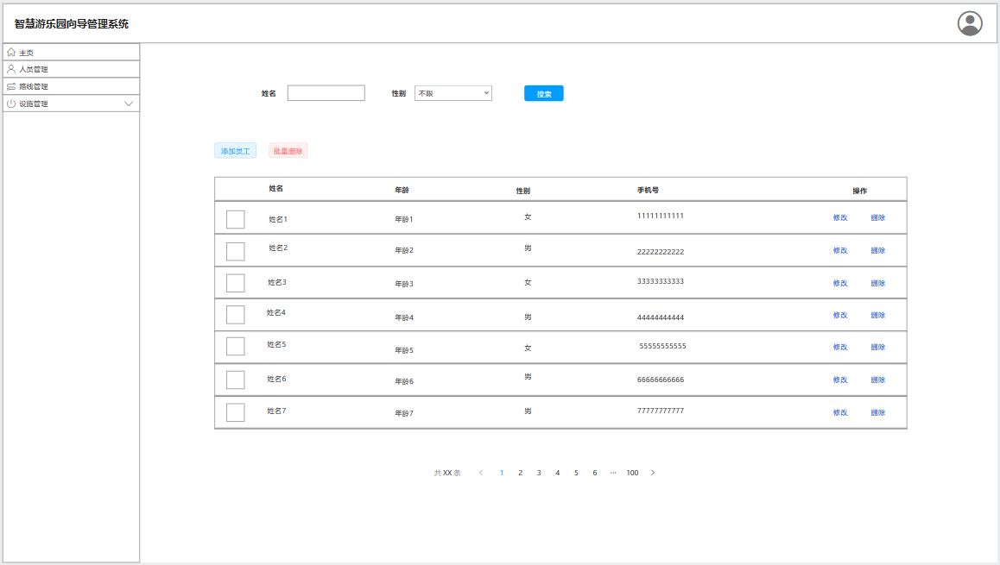 智慧游乐园向导管理系统
主页
人员管理
路线管理
设施管理
姓名 性别 不限 搜索
添加员工 批量删除
姓名 年龄 性别 手机号 操作
姓名1 年龄1 女 11111111111 修改 删除
姓名2 年龄2 男 22222222222 修改 删除
姓名3 年龄3 女 33333333333 修改 删除
姓名4 年龄4 男 44444444444 修改 删除
姓名5 年龄5 女 55555555555 修改 删除
姓名6 年龄6 男 66666666666 修改 删除
姓名7 年龄7 男 77777777777 修改 删除
共 XX 条 < 1 2 3 4 5 6 ··· 100 >